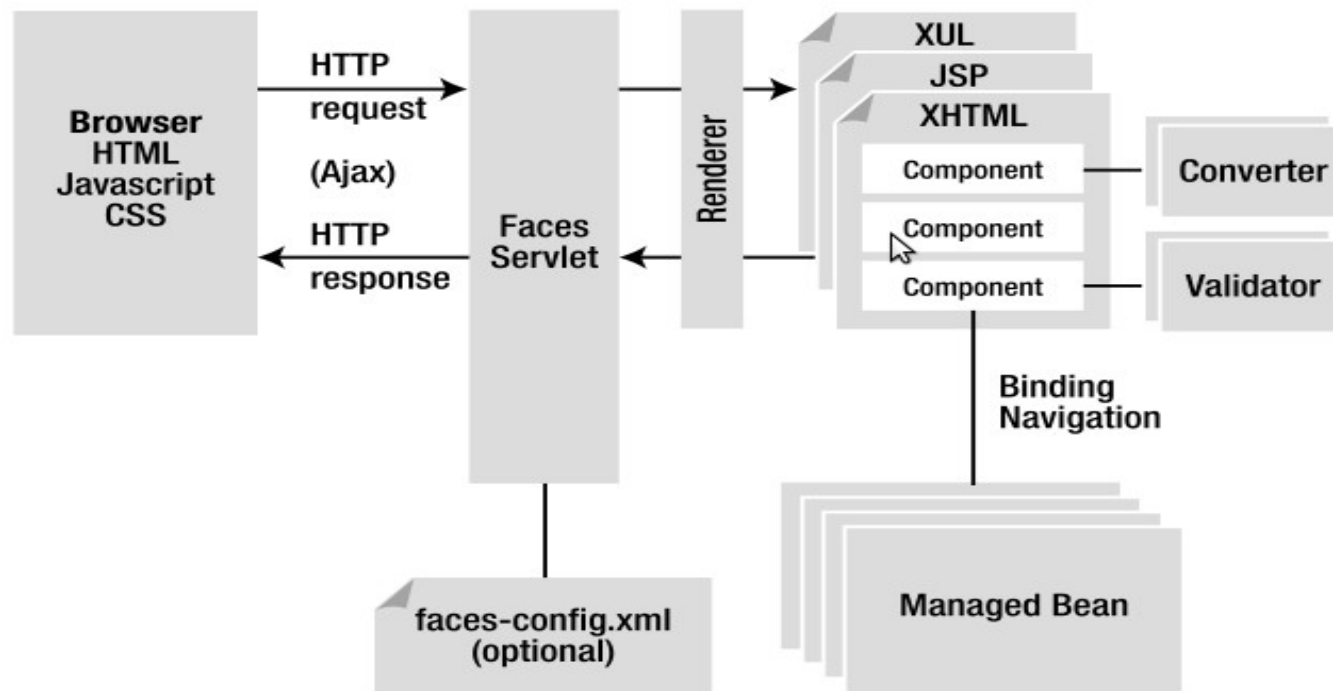 Browser
HTML
Javascript
CSS
HTTP
request
(Ajax)
HTTP
response
Faces
Servlet
Renderer
XUL
JSP
XHTML
Component
Component
Component
Converter
Validator
Binding
Navigation
faces-config.xml
(optional)
Managed Bean